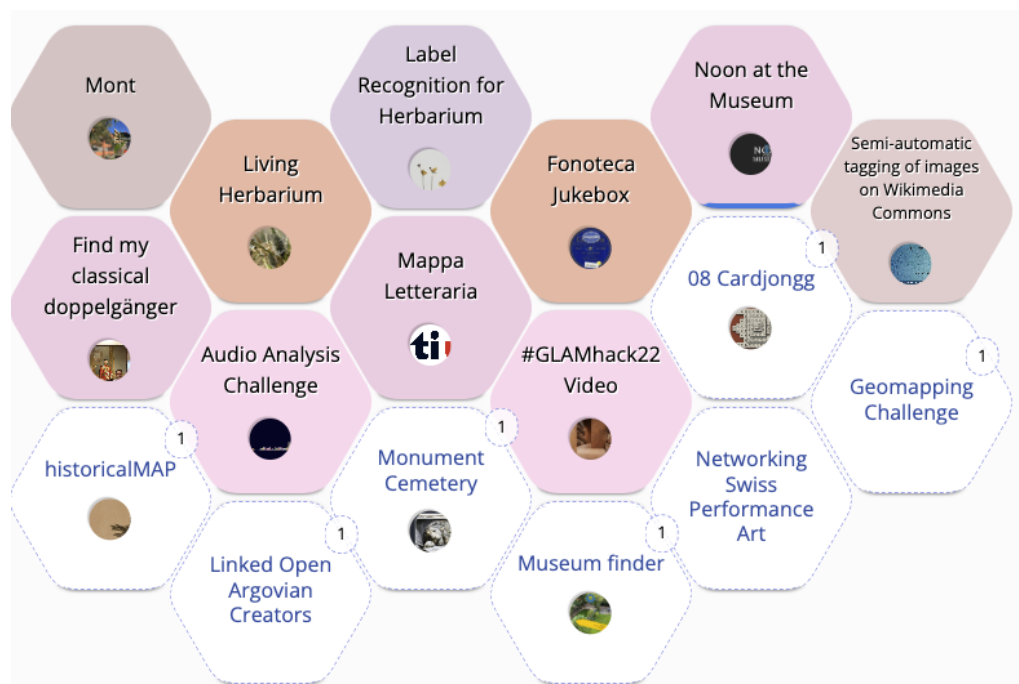 Mont
Label
Recognition for
Herbarium
Noon at the
Museum
Living
Herbarium
Fonoteca
Jukebox
Semi-automatic
tagging of images
on Wikimedia
Commons
Find my
classical
doppelgänger
Mappa
Letteraria
ti
1
08 Cardjongg
Audio Analysis
Challenge
#GLAMhack22
Video
1
Geomapping
Challenge
1
historicalMAP
1
Monument
Cemetery
Networking
Swiss
Performance
Art
1
Linked Open
Argovian
Creators
1
Museum finder